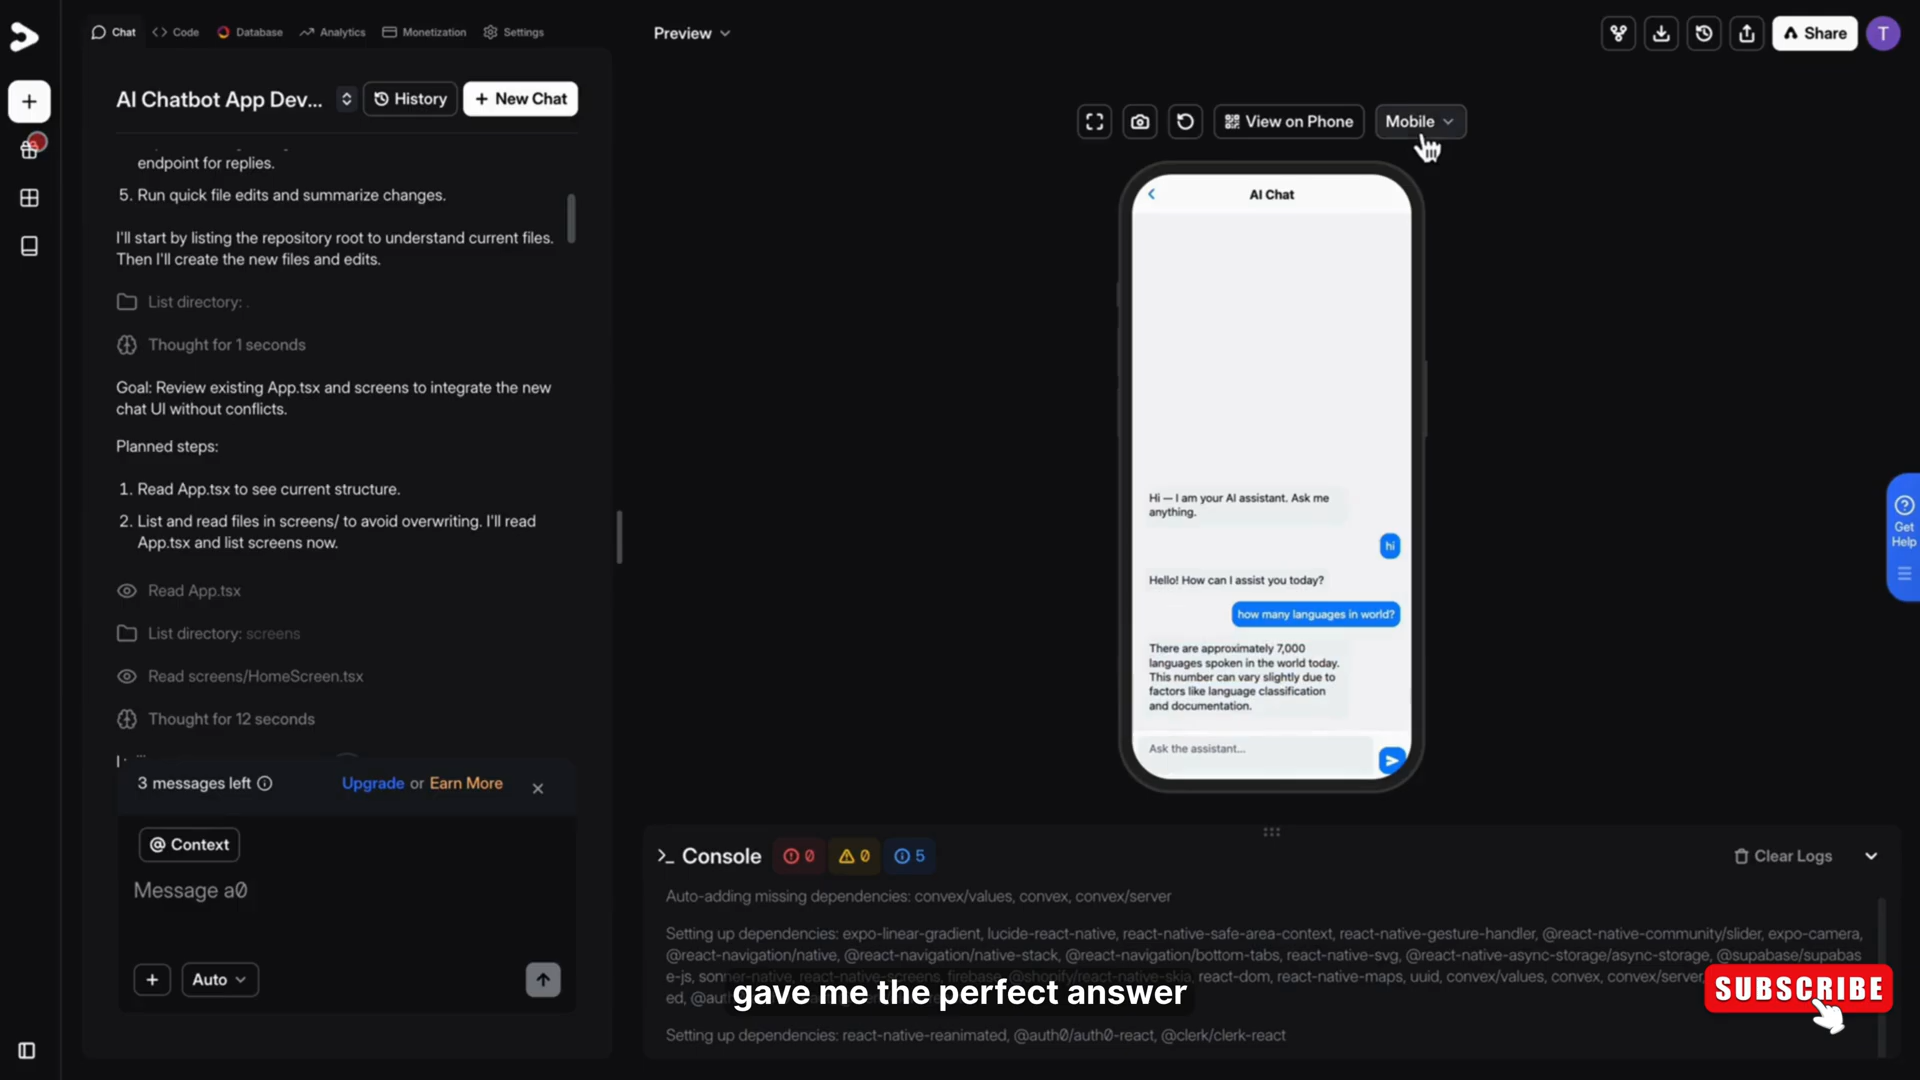 Chat
Code
Database
Analytics
Monetization
Settings
Preview
Share
T
AI Chatbot App Dev...
History
+ New Chat
endpoint for replies.
5. Run quick file edits and summarize changes.
I'll start by listing the repository root to understand current files.
Then I'll create the new files and edits.
List directory: .
Thought for 1 seconds
Goal: Review existing App.tsx and screens to integrate the new
chat UI without conflicts.
Planned steps:
1. Read App.tsx to see current structure.
2. List and read files in screens/ to avoid overwriting. I'll read
App.tsx and list screens now.
Read App.tsx
List directory: screens
Read screens/HomeScreen.tsx
Thought for 12 seconds
3 messages left
Upgrade or Earn More
@ Context
Message a0
Auto
View on Phone
Mobile
AI Chat
Hi — I am your AI assistant. Ask me
anything.
hi
Hello! How can I assist you today?
how many languages in world?
There are approximately 7,000
languages spoken in the world today.
This number can vary slightly due to
factors like language classification
and documentation.
Ask the assistant...
Get
Help
Console
0
0
5
Clear Logs
Auto-adding missing dependencies: convex/values, convex, convex/server
Setting up dependencies: expo-linear-gradient, lucide-react-native, react-native-safe-area-context, react-native-gesture-handler, @react-native-community/slider, expo-camera,
@react-navigation/native, @react-navigation/native-stack, @react-navigation/bottom-tabs, react-native-svg, @react-native-async-storage/async-storage, @supabase/supabas
e-js, sonner-native, react-native-screens, firebase, @shopify/react-native-skia, react-dom, react-native-maps, uuid, convex/values, convex, convex/server,
ed,
gave me the perfect answer
Setting up dependencies: react-native-reanimated, @auth0/auth0-react, @clerk/clerk-react
SUBSCRIBE